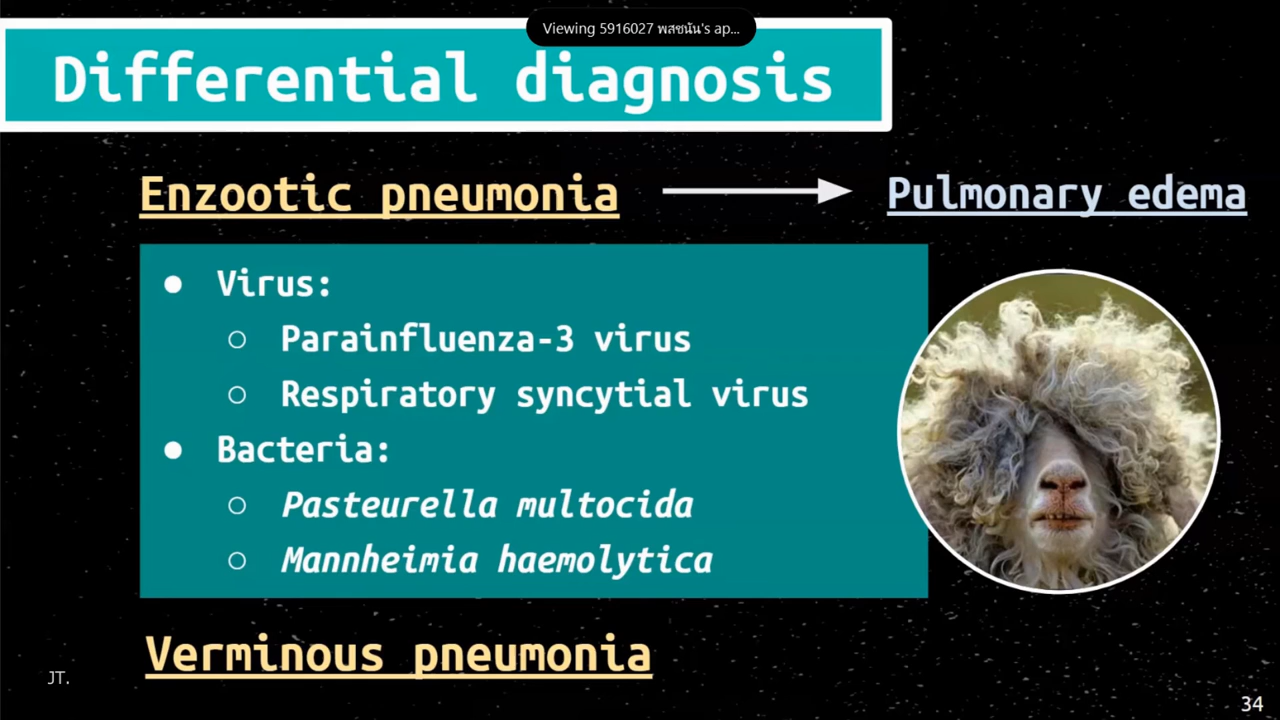 Viewing 5916027 พสชนัน's ap...
Differential diagnosis
Enzootic pneumonia
Pulmonary edema
● Virus:
○ Parainfluenza-3 virus
○ Respiratory syncytial virus
● Bacteria:
○ Pasteurella multocida
○ Mannheimia haemolytica
Verminous pneumonia
JT.
34